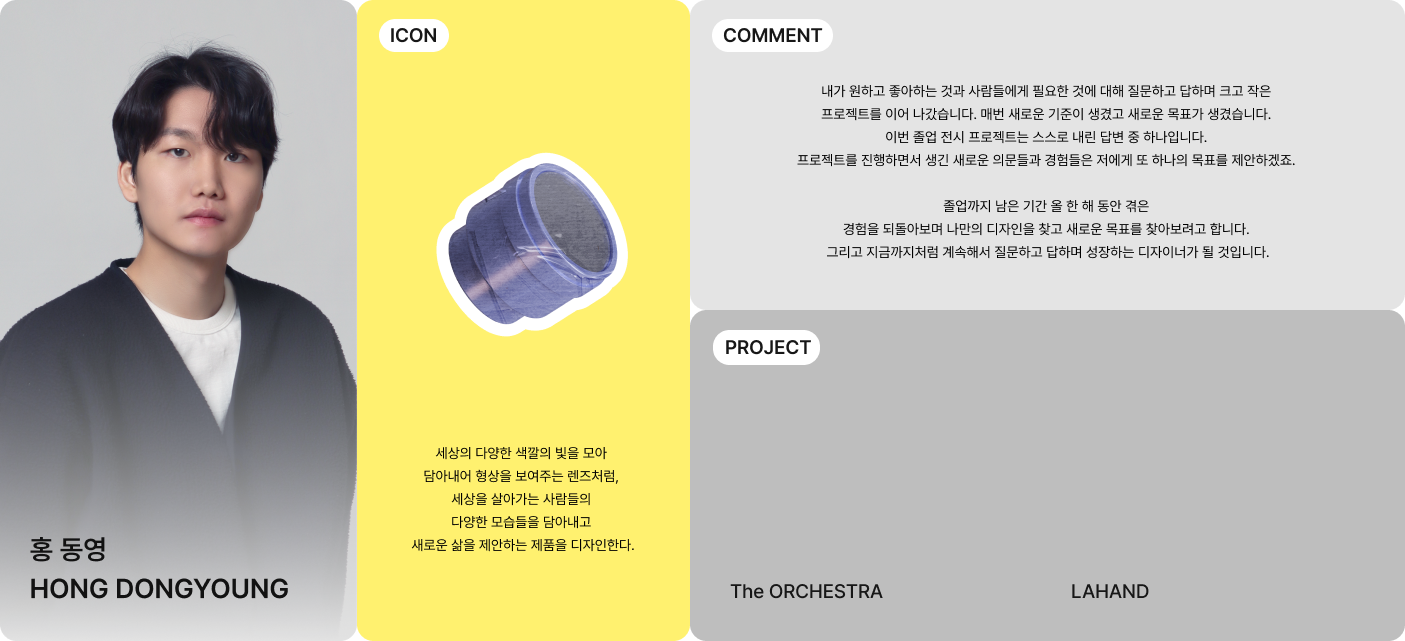 홍 동영
HONG DONGYOUNG
ICON
세상의 다양한 색깔의 빛을 모아
담아내어 형상을 보여주는 렌즈처럼,
세상을 살아가는 사람들의
다양한 모습들을 담아내고
새로운 삶을 제안하는 제품을 디자인한다.
COMMENT
내가 원하고 좋아하는 것과 사람들에게 필요한 것에 대해 질문하고 답하며 크고 작은
프로젝트를 이어 나갔습니다. 매번 새로운 기준이 생겼고 새로운 목표가 생겼습니다.
이번 졸업 전시 프로젝트는 스스로 내린 답변 중 하나입니다.
프로젝트를 진행하면서 생긴 새로운 의문들과 경험들은 저에게 또 하나의 목표를 제안하겠죠.
졸업까지 남은 기간 올 한 해 동안 겪은
경험을 되돌아보며 나만의 디자인을 찾고 새로운 목표를 찾아보려고 합니다.
그리고 지금까지처럼 계속해서 질문하고 답하며 성장하는 디자이너가 될 것입니다.
PROJECT
The ORCHESTRA
LAHAND